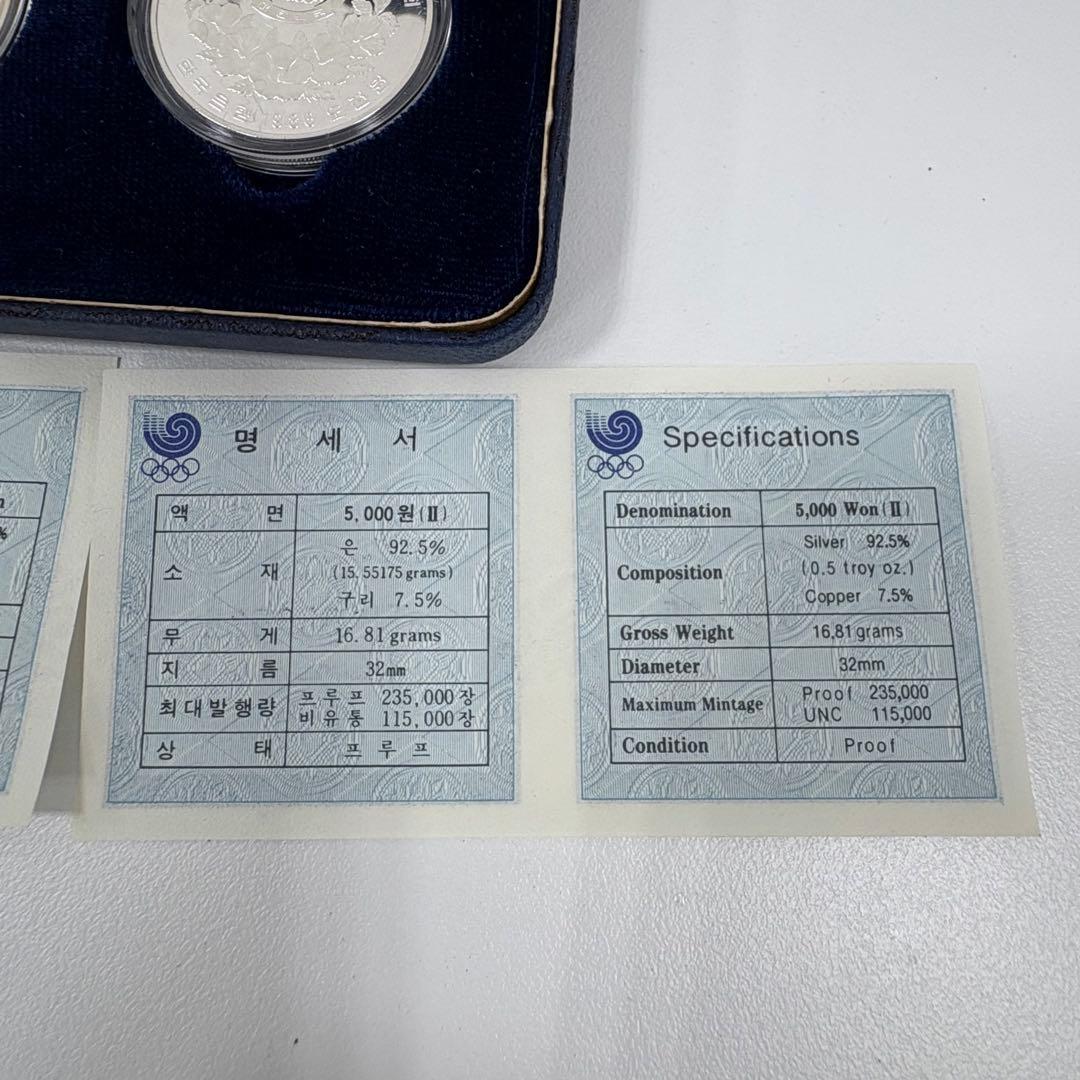 명 세 서
액 면 5,000원(Ⅱ)
소 재 은 92.5%
(15.55175 grams)
구리 7.5%
무 게 16.81 grams
지 름 32mm
최대발행량 프루프 235,000장
비유통 115,000장
상 태 프루프
Specifications
Denomination 5,000 Won (Ⅱ)
Composition Silver 92.5%
(0.5 troy oz.)
Copper 7.5%
Gross Weight 16.81 grams
Diameter 32mm
Maximum Mintage Proof 235,000
UNC 115,000
Condition Proof